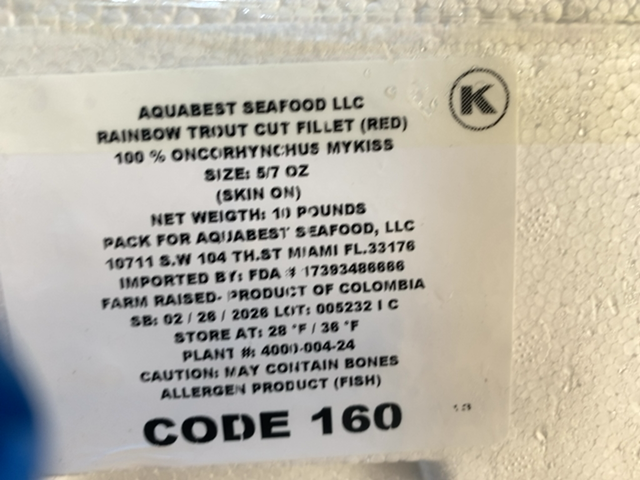 K
AQUABEST SEAFOOD LLC
RAINBOW TROUT CUT FILLET (RED)
100 % ONCORHYNCHUS MYKISS
SIZE: 5/7 OZ
(SKIN ON)
NET WEIGTH: 10 POUNDS
PACK FOR AQUABEST SEAFOOD, LLC
10711 S.W 104 TH.ST MIAMI FL.33176
IMPORTED BY: FDA # 17393486666
FARM RAISED- PRODUCT OF COLOMBIA
SB: 02 / 26 / 2026 LOT: 005232 I C
STORE AT: 28 °F / 36 °F
PLANT #: 4000-004-24
CAUTION: MAY CONTAIN BONES
ALLERGEN PRODUCT (FISH)
CODE 160